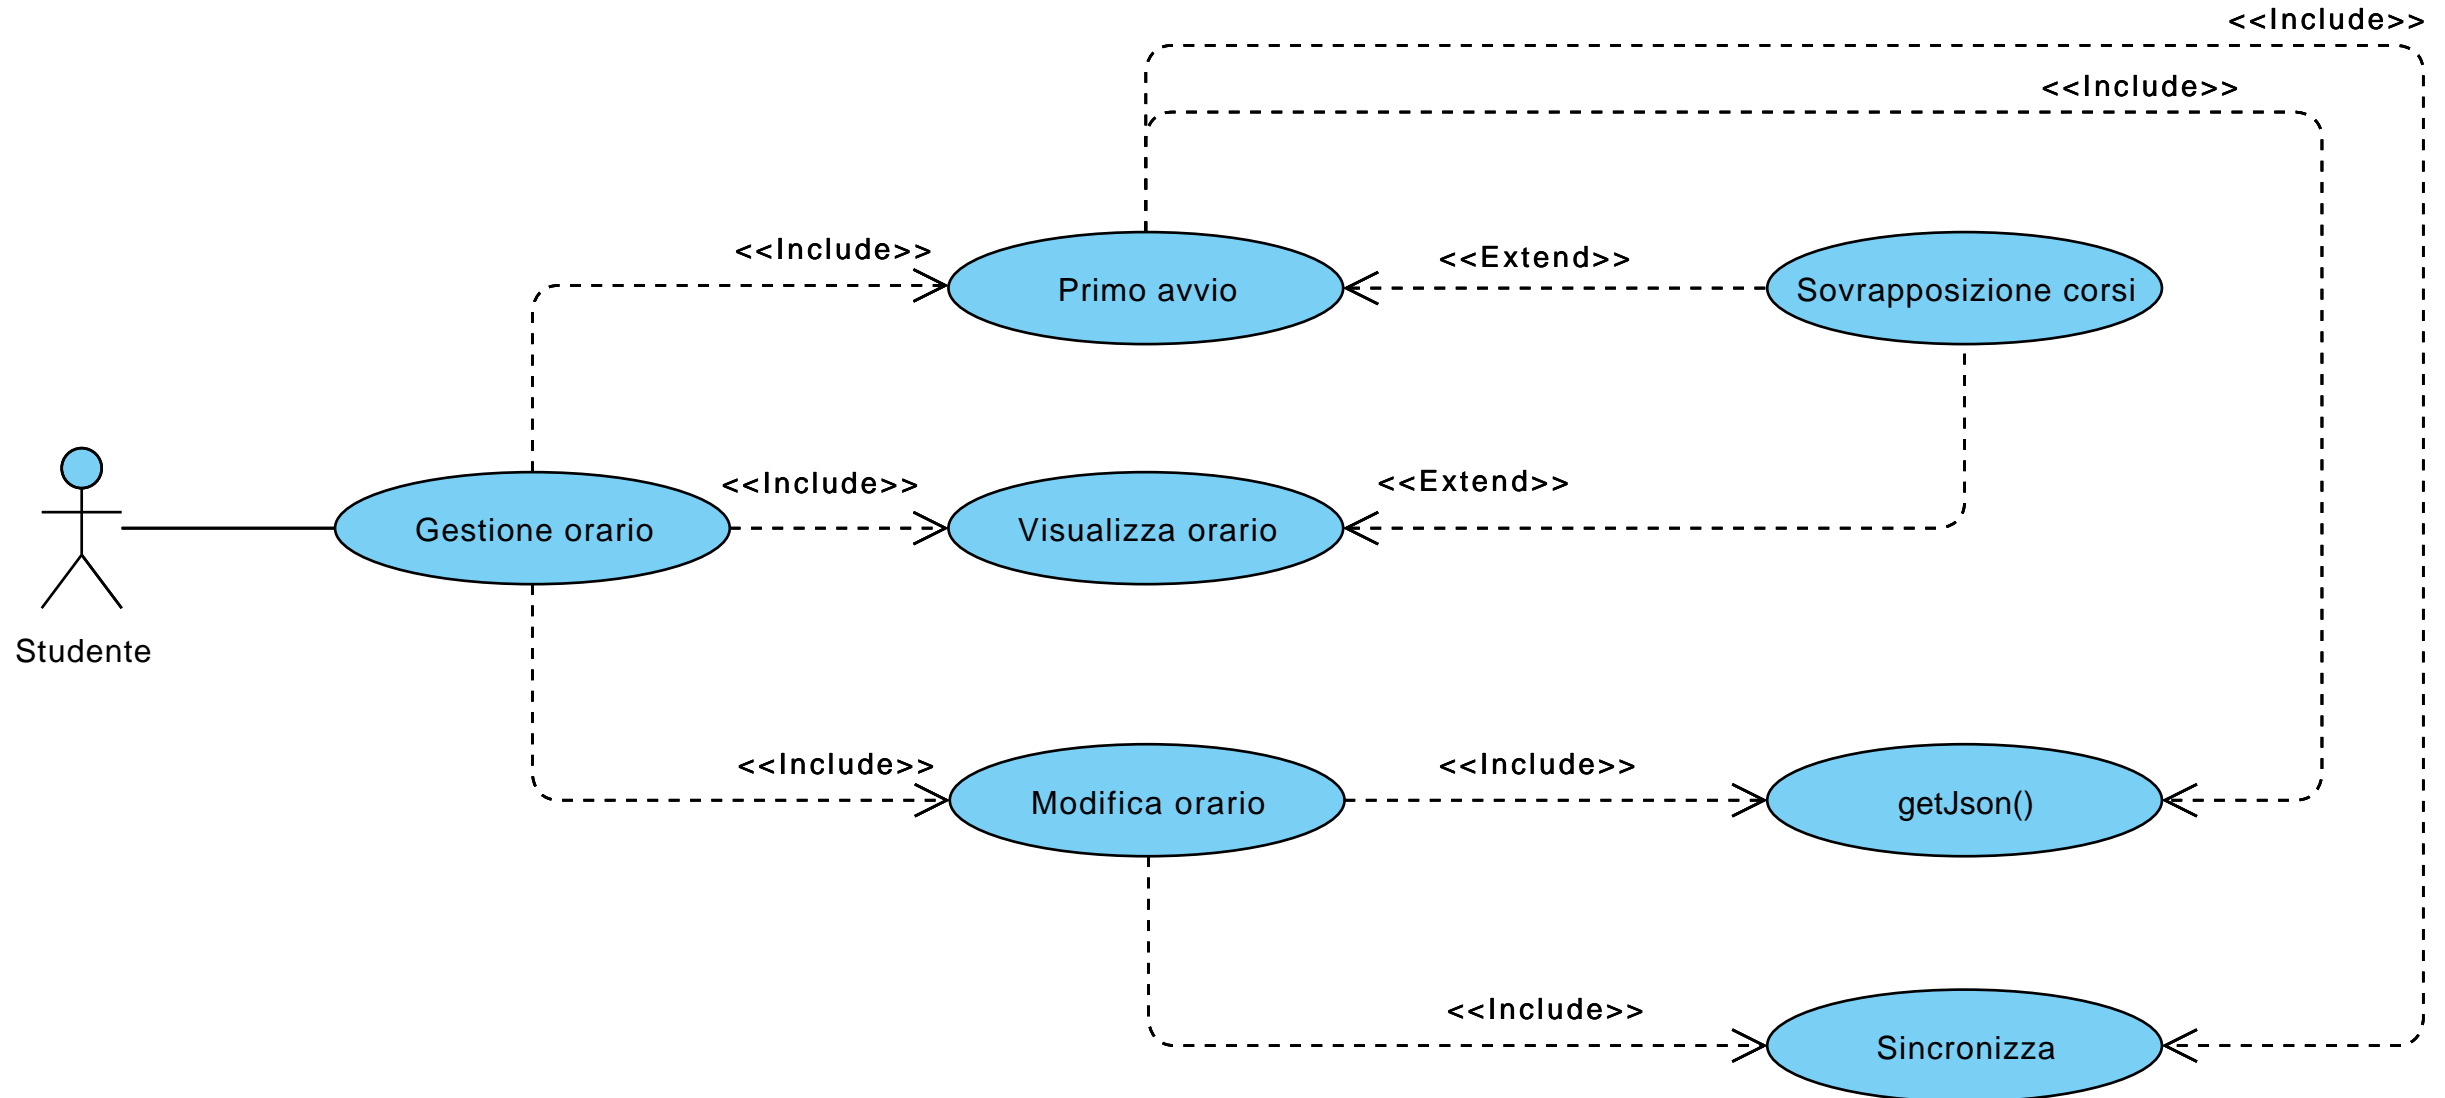 <<Include>>
<<Include>>
<<Include>>
<<Extend>>
Primo avvio
Sovrapposizione corsi
<<Include>>
<<Extend>>
Gestione orario
Visualizza orario
Studente
<<Include>>
<<Include>>
Modifica orario
getJson()
<<Include>>
Sincronizza